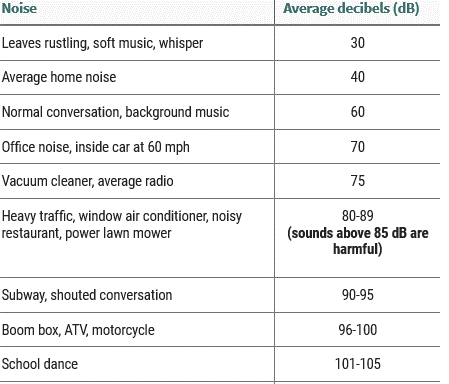 Noise Average decibels (dB)
Leaves rustling, soft music, whisper 30
Average home noise 40
Normal conversation, background music 60
Office noise, inside car at 60 mph 70
Vacuum cleaner, average radio 75
Heavy traffic, window air conditioner, noisy 80-89
restaurant, power lawn mower (sounds above 85 dB are
harmful)
Subway, shouted conversation 90-95
Boom box, ATV, motorcycle 96-100
School dance 101-105